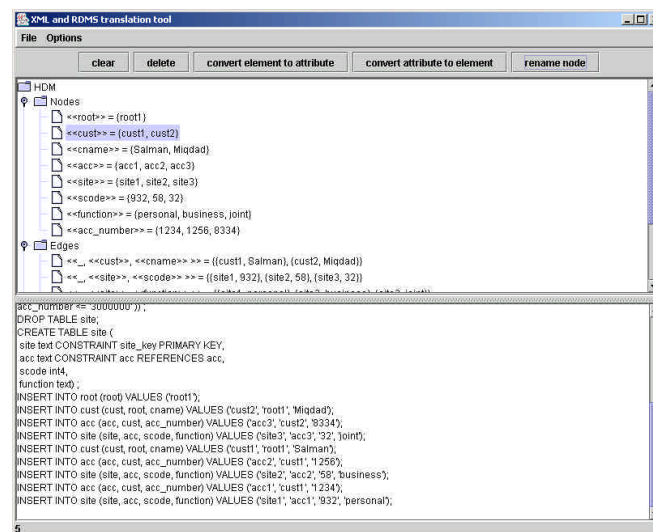 XML and RDMS translation tool
File Options
clear delete convert element to attribute convert attribute to element rename node
HDM
Nodes
<<root>> = {root1}
<<cust>> = {cust1, cust2}
<<cname>> = {Salman, Miqdad}
<<acc>> = {acc1, acc2, acc3}
<<site>> = {site1, site2, site3}
<<scode>> = {932, 58, 32}
<<function>> = {personal, business, joint}
<<acc_number>> = {1234, 1256, 8334}
Edges
<<_, <<cust>>, <<cname>> >> = {{cust1, Salman}, {cust2, Miqdad}}
<<_, <<site>>, <<scode>> >> = {{site1, 932}, {site2, 58}, {site3, 32}}
acc_number <= '3000000')) ;
DROP TABLE site;
CREATE TABLE site (
site text CONSTRAINT site_key PRIMARY KEY,
acc text CONSTRAINT acc REFERENCES acc,
scode int4,
function text) ;
INSERT INTO root (root) VALUES ('root1');
INSERT INTO cust (cust, root, cname) VALUES ('cust2', 'root1', 'Miqdad');
INSERT INTO acc (acc, cust, acc_number) VALUES ('acc3', 'cust2', '8334');
INSERT INTO site (site, acc, scode, function) VALUES ('site3', 'acc3', '32', 'joint');
INSERT INTO cust (cust, root, cname) VALUES ('cust1', 'root1', 'Salman');
INSERT INTO acc (acc, cust, acc_number) VALUES ('acc2', 'cust1', '1256');
INSERT INTO site (site, acc, scode, function) VALUES ('site2', 'acc2', '58', 'business');
INSERT INTO acc (acc, cust, acc_number) VALUES ('acc1', 'cust1', '1234');
INSERT INTO site (site, acc, scode, function) VALUES ('site1', 'acc1', '932', 'personal');
5